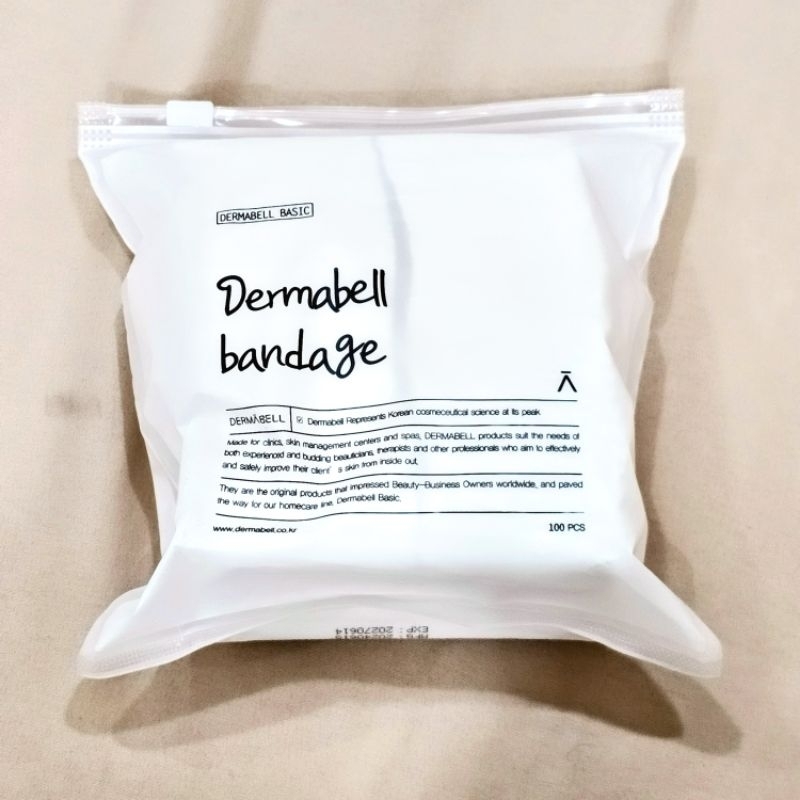 DERMABELL BASIC
Dermabell
bandage
DERMABELL
☑ Dermabell Represents Korean cosmeceutical science at its peak
Made for clinics, skin management centers and spas, DERMABELL products suit the needs of
both experienced and budding beauticians, therapists and other professionals who aim to effectively
and safely improve their client' s skin from inside out.
They are the original products that impressed Beauty-Business Owners worldwide, and paved
the way for our homecare line, Dermabell Basic.
www.dermabell.co.kr
100 PCS
EXP : 20270614